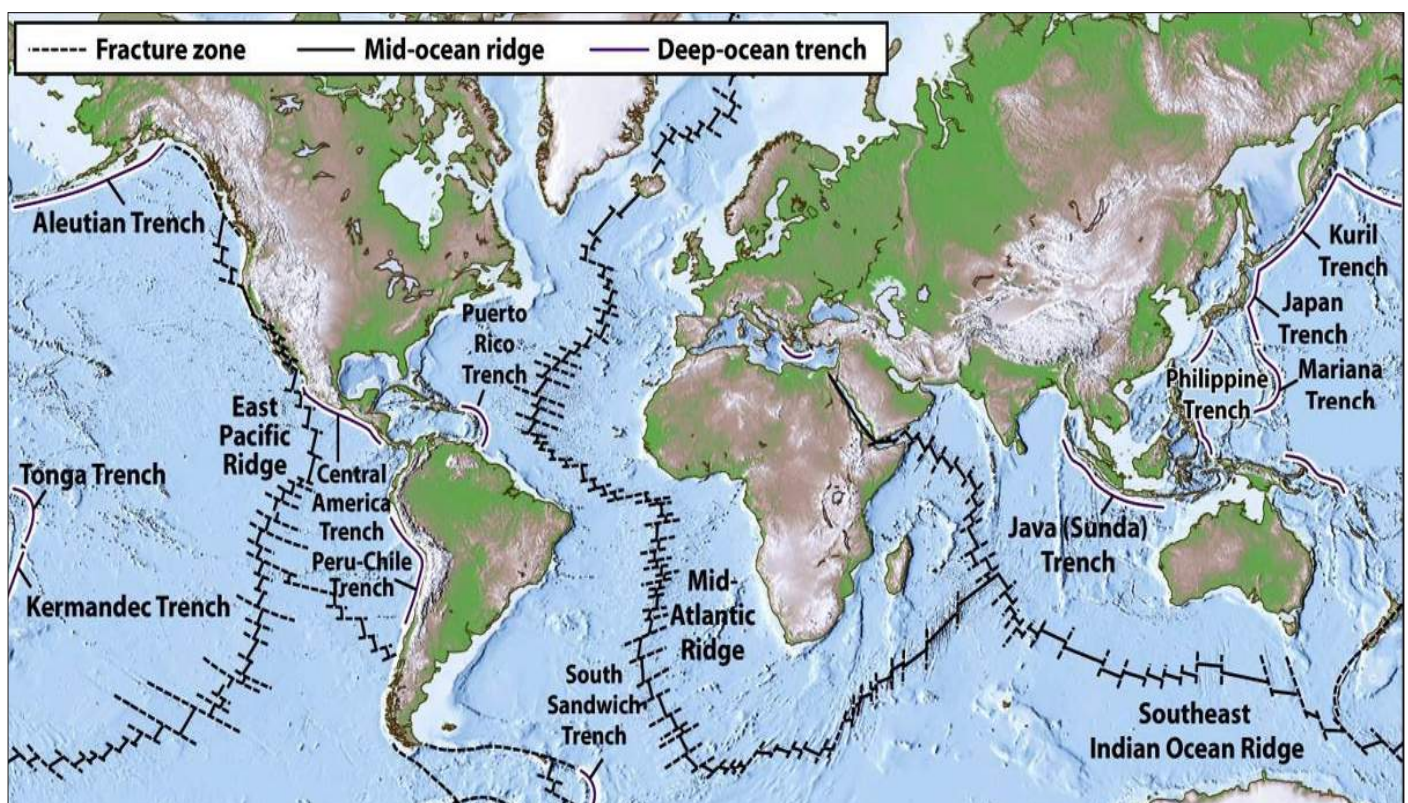 Fracture zone
Mid-ocean ridge
Deep-ocean trench
Aleutian Trench
Kuril
Trench
Japan
Trench
Mariana
Trench
Philippine
Trench
Puerto
Rico
Trench
East
Pacific
Ridge
Central
America
Trench
Tonga Trench
Peru-Chile
Trench
Kermandec Trench
Java (Sunda)
Trench
Mid-
Atlantic
Ridge
South
Sandwich
Trench
Southeast
Indian Ocean Ridge